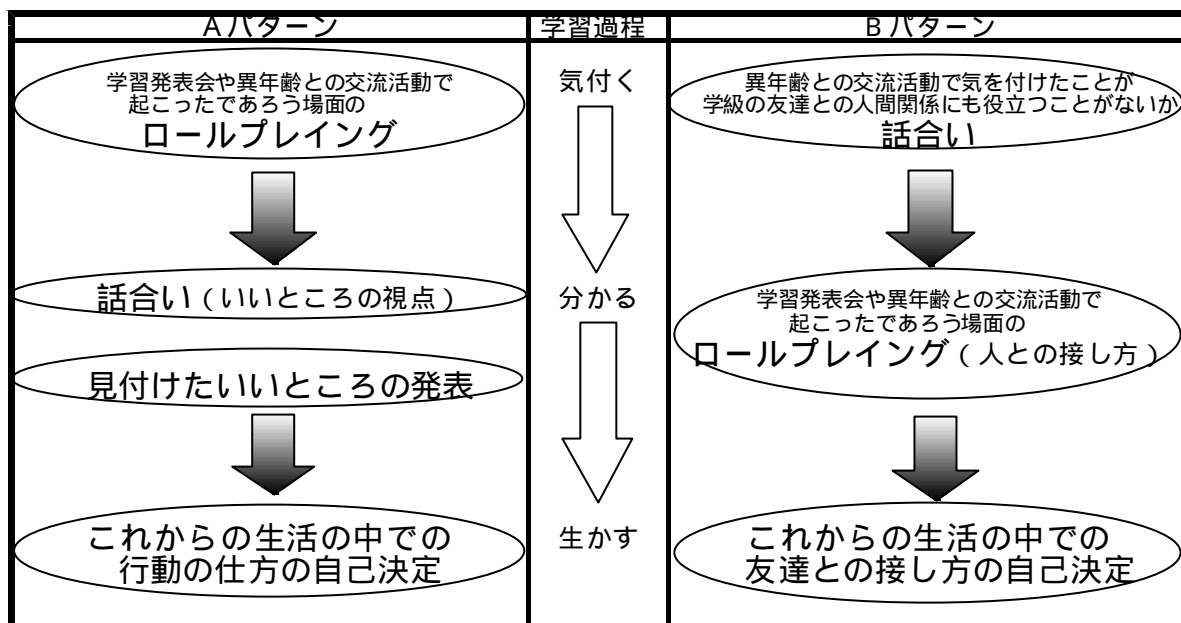 Aパターン
学習過程
Bパターン
学習発表会や異年齢との交流活動で
起こったであろう場面の
ロールプレイング
気付く
異年齢との交流活動で気を付けたことが
学級の友達との人間関係にも役立つことがないか
話合い
話合い（いいところの視点）
分かる
学習発表会や異年齢との交流活動で
起こったであろう場面の
ロールプレイング（人との接し方）
見付けたいいところの発表
これからの生活の中での
行動の仕方の自己決定
生かす
これからの生活の中での
友達との接し方の自己決定